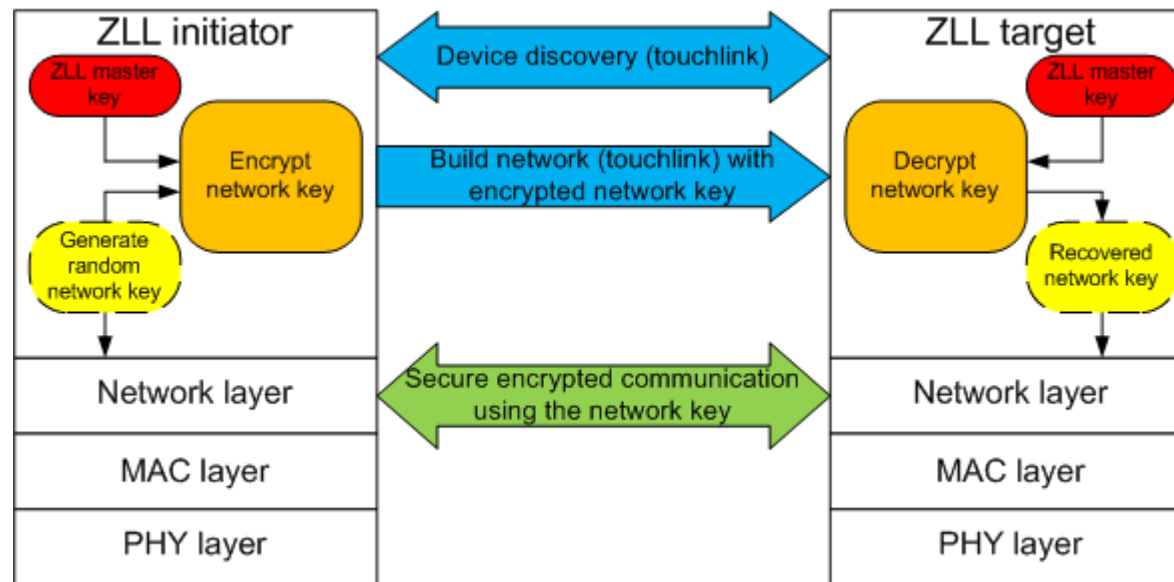 ZLL initiator
ZLL master
key
Encrypt
network key
Generate
random
network key
Network layer
MAC layer
PHY layer
Device discovery (touchlink)
Build network (touchlink) with
encrypted network key
Secure encrypted communication
using the network key
ZLL target
ZLL master
key
Decrypt
network key
Recovered
network key
Network layer
MAC layer
PHY layer